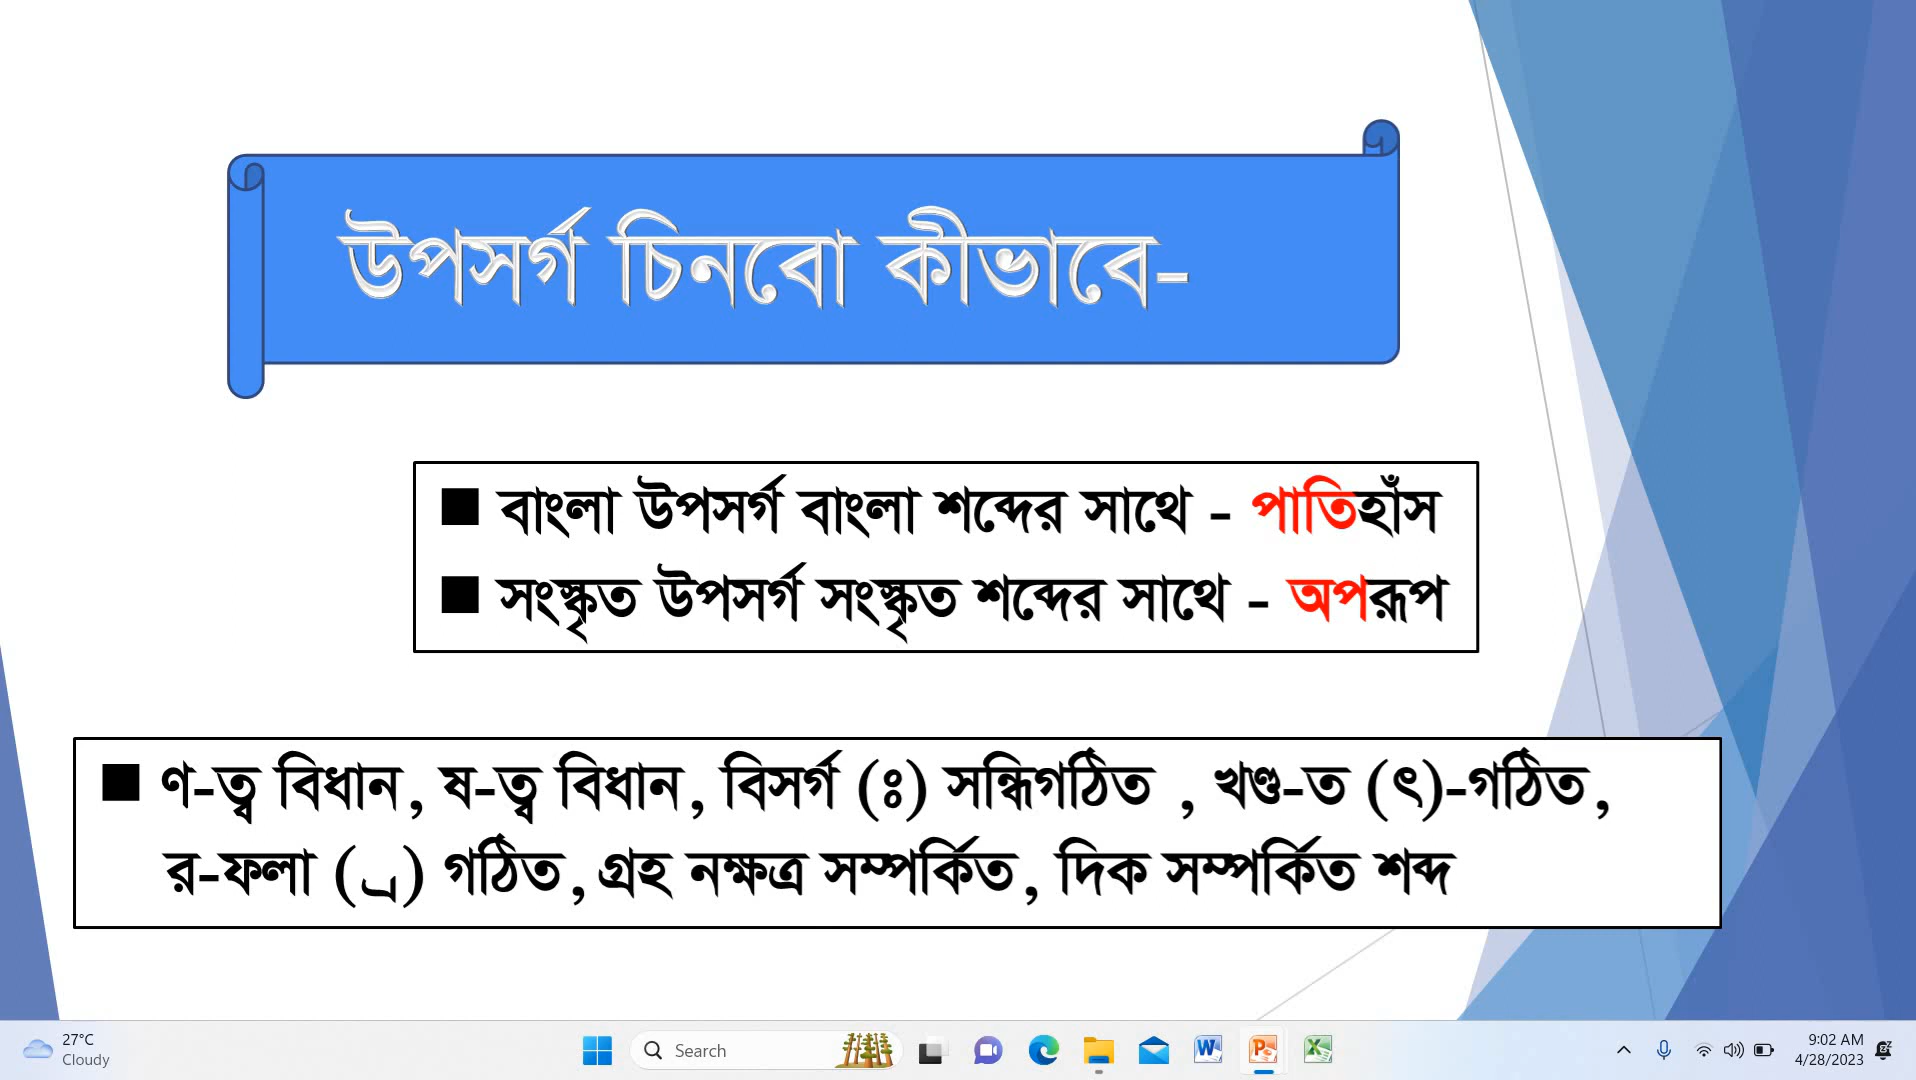 উপসর্গ চিনবো কীভাবে-
■ বাংলা উপসর্গ বাংলা শব্দের সাথে - পাতিহাঁস
■ সংস্কৃত উপসর্গ সংস্কৃত শব্দের সাথে - অপরূপ
■ ণ-ত্ব বিধান, ষ-ত্ব বিধান, বিসর্গ (ঃ) সন্ধিগঠিত , খণ্ড-ত (ৎ)-গঠিত,
র-ফলা (্র) গঠিত, গ্রহ নক্ষত্র সম্পর্কিত, দিক সম্পর্কিত শব্দ
27°C
Cloudy
Search
9:02 AM
4/28/2023